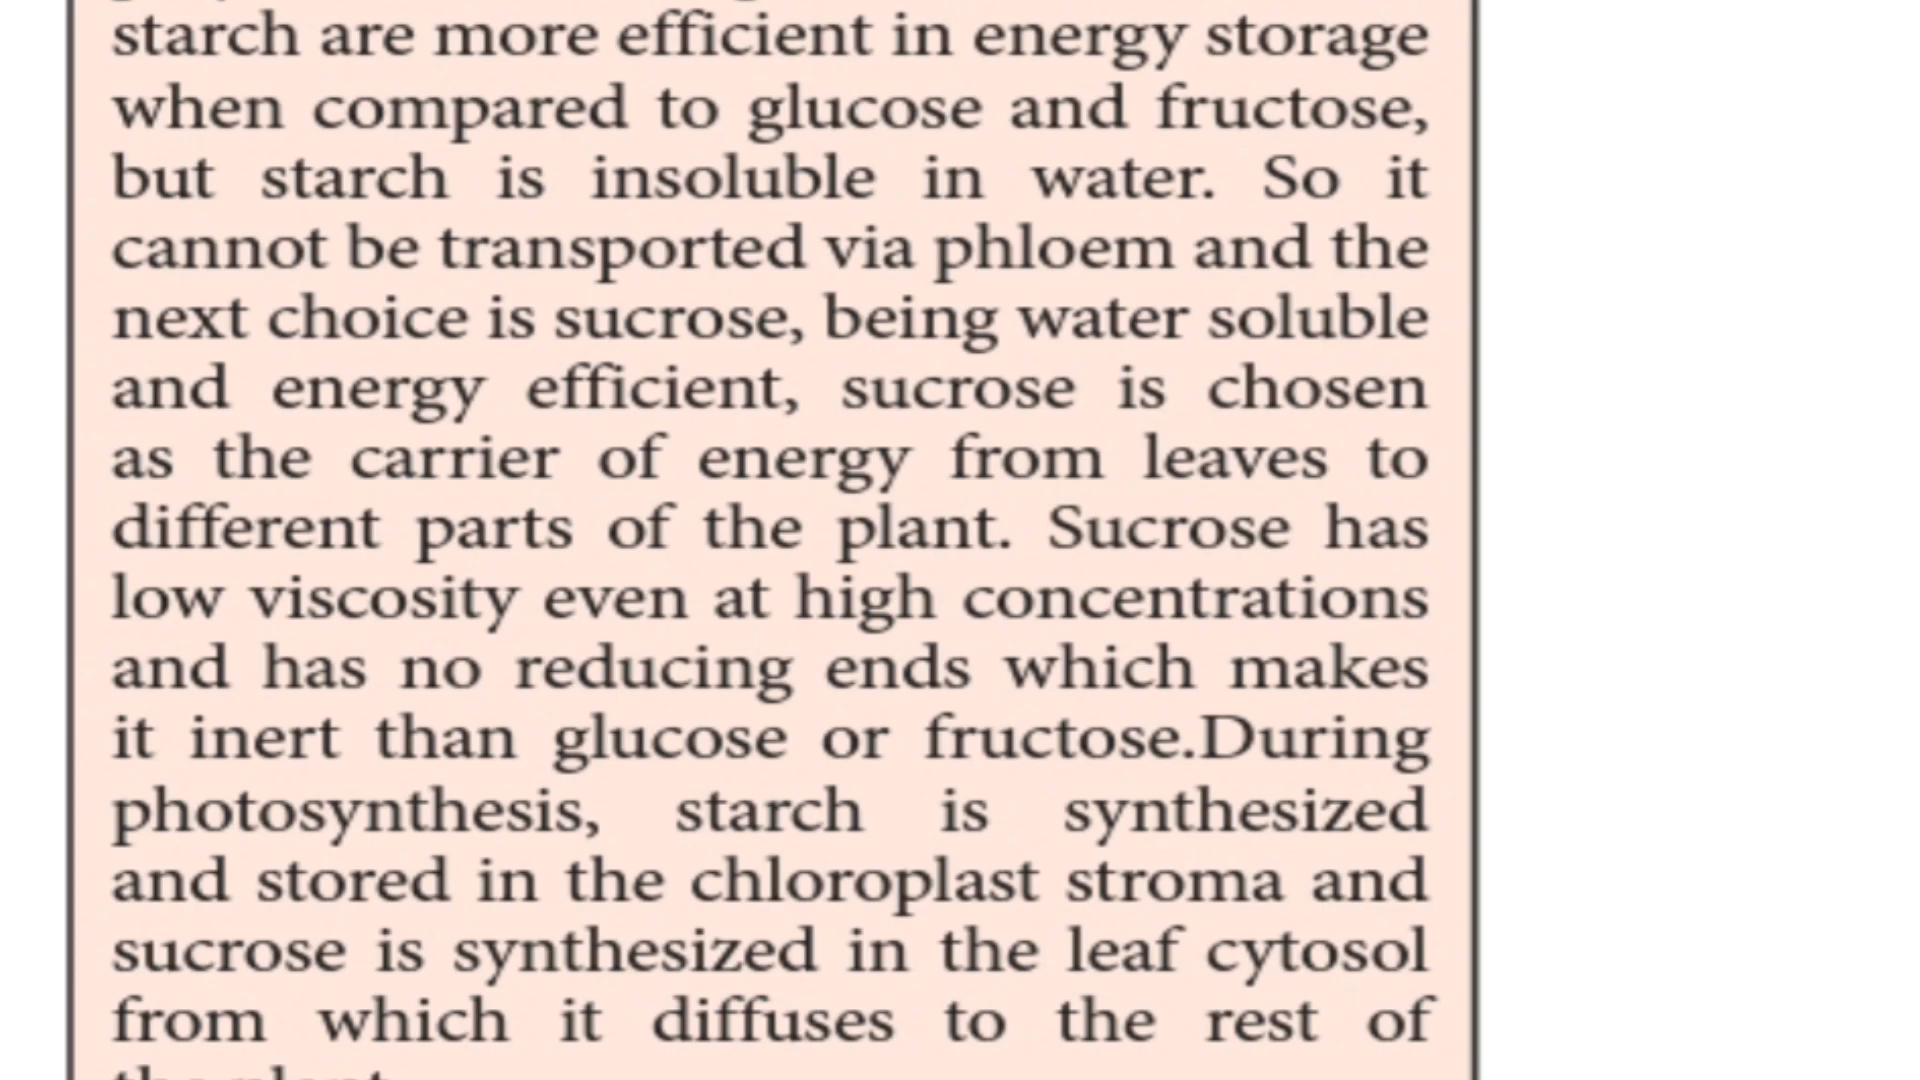 starch are more efficient in energy storage
when compared to glucose and fructose,
but starch is insoluble in water. So it
cannot be transported via phloem and the
next choice is sucrose, being water soluble
and energy efficient, sucrose is chosen
as the carrier of energy from leaves to
different parts of the plant. Sucrose has
low viscosity even at high concentrations
and has no reducing ends which makes
it inert than glucose or fructose.During
photosynthesis, starch is synthesized
and stored in the chloroplast stroma and
sucrose is synthesized in the leaf cytosol
from which it diffuses to the rest of
the plant